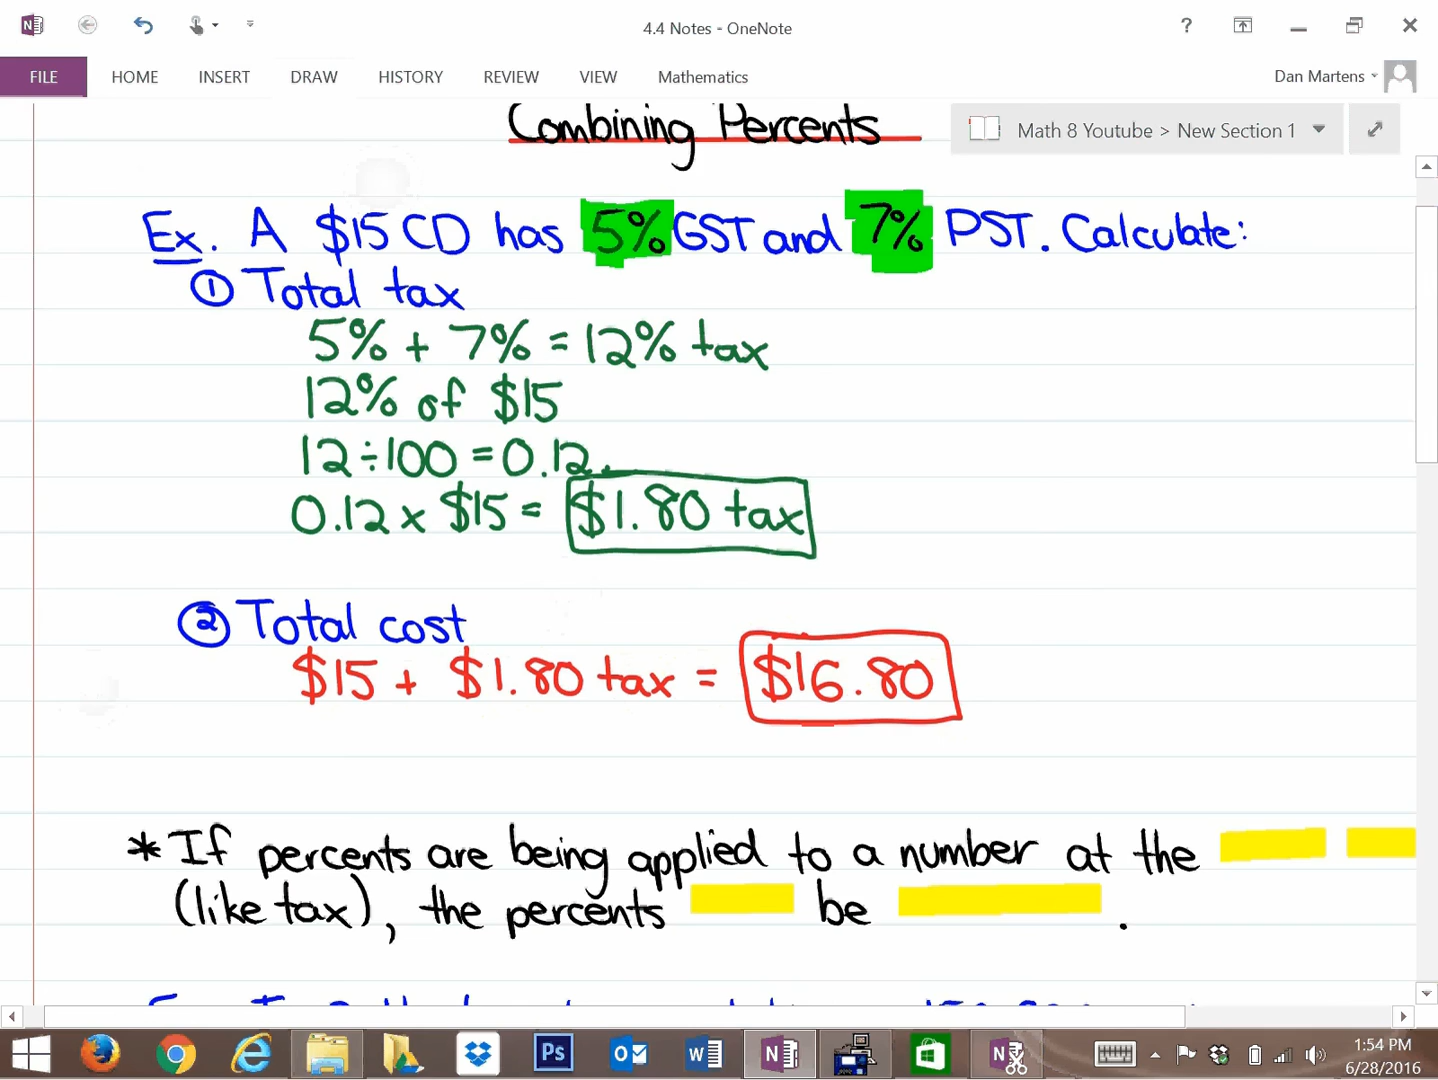 4.4 Notes - OneNote
?
FILE HOME INSERT DRAW HISTORY REVIEW VIEW Mathematics
Dan Martens
Combining Percents
Math 8 Youtube > New Section 1
Ex. A $15 CD has 5% GST and 7% PST. Calculate:
① Total tax
5% + 7% = 12% tax
12% of $15
12 ÷ 100 = 0.12
0.12 x $15 = $1.80 tax
② Total cost
$15 + $1.80 tax = $16.80
* If percents are being applied to a number at the
(like tax), the percents be .
1:54 PM
6/28/2016